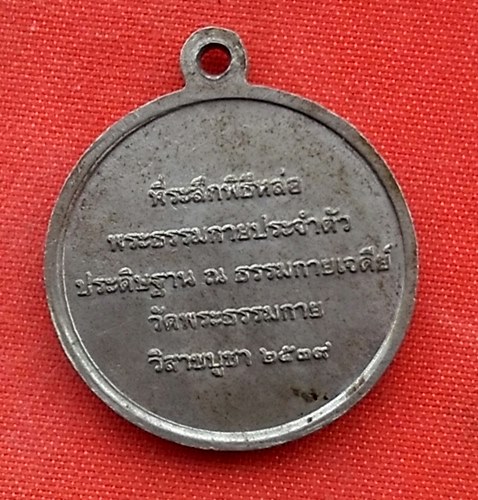 ที่ระลึกพิธีหล่อ
พระธรรมกายประจำตัว
ประดิษฐาน ณ ธรรมกายเจดีย์
วัดพระธรรมกาย
วิสาขบูชา ๒๕๓๙